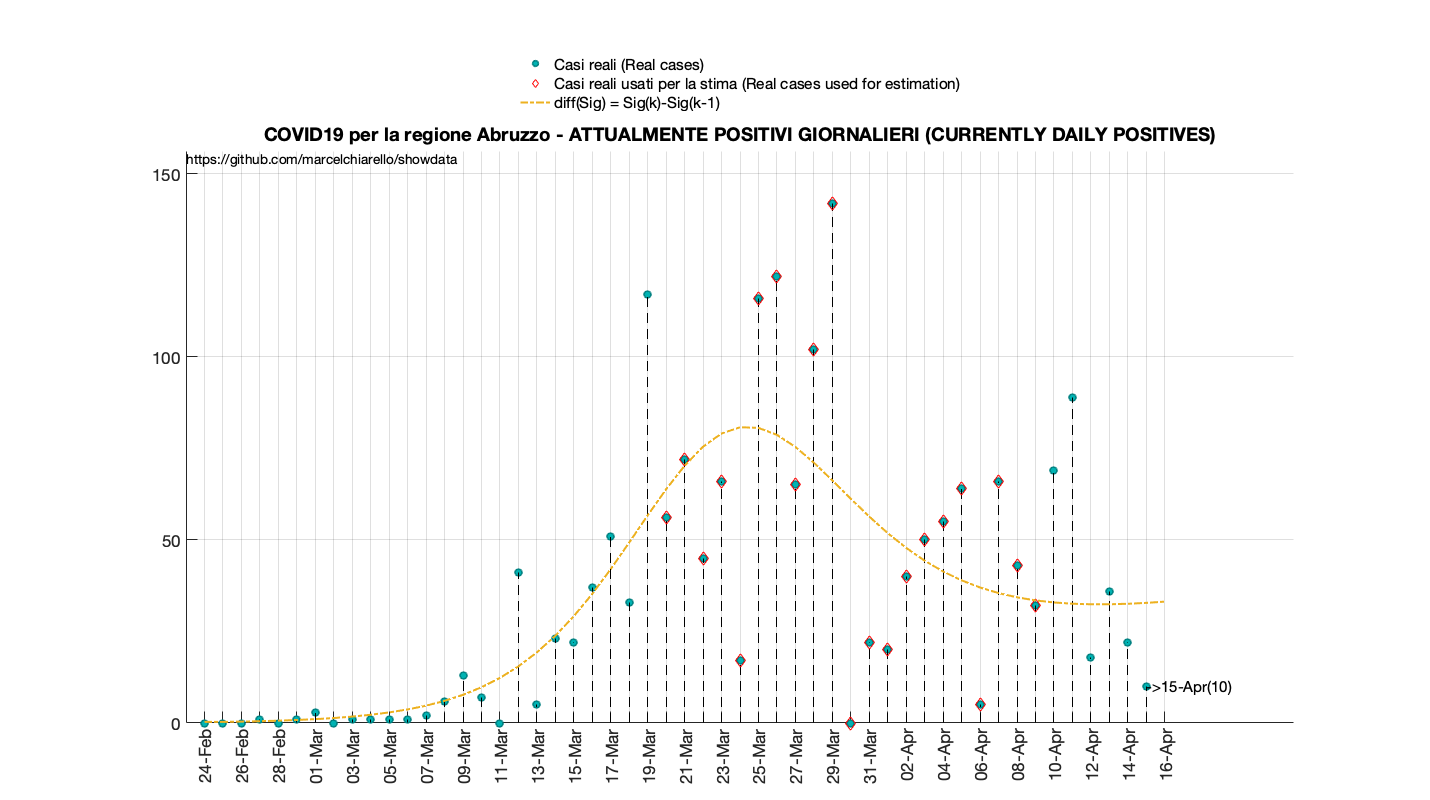 Casi reali (Real cases)
Casi reali usati per la stima (Real cases used for estimation)
diff(Sig) = Sig(k)-Sig(k-1)
COVID19 per la regione Abruzzo - ATTUALMENTE POSITIVI GIORNALIERI (CURRENTLY DAILY POSITIVES)
https://github.com/marcelchiarello/showdata
150
100
50
0
>15-Apr(10)
24-Feb
26-Feb
28-Feb
01-Mar
03-Mar
05-Mar
07-Mar
09-Mar
11-Mar
13-Mar
15-Mar
17-Mar
19-Mar
21-Mar
23-Mar
25-Mar
27-Mar
29-Mar
31-Mar
02-Apr
04-Apr
06-Apr
08-Apr
10-Apr
12-Apr
14-Apr
16-Apr